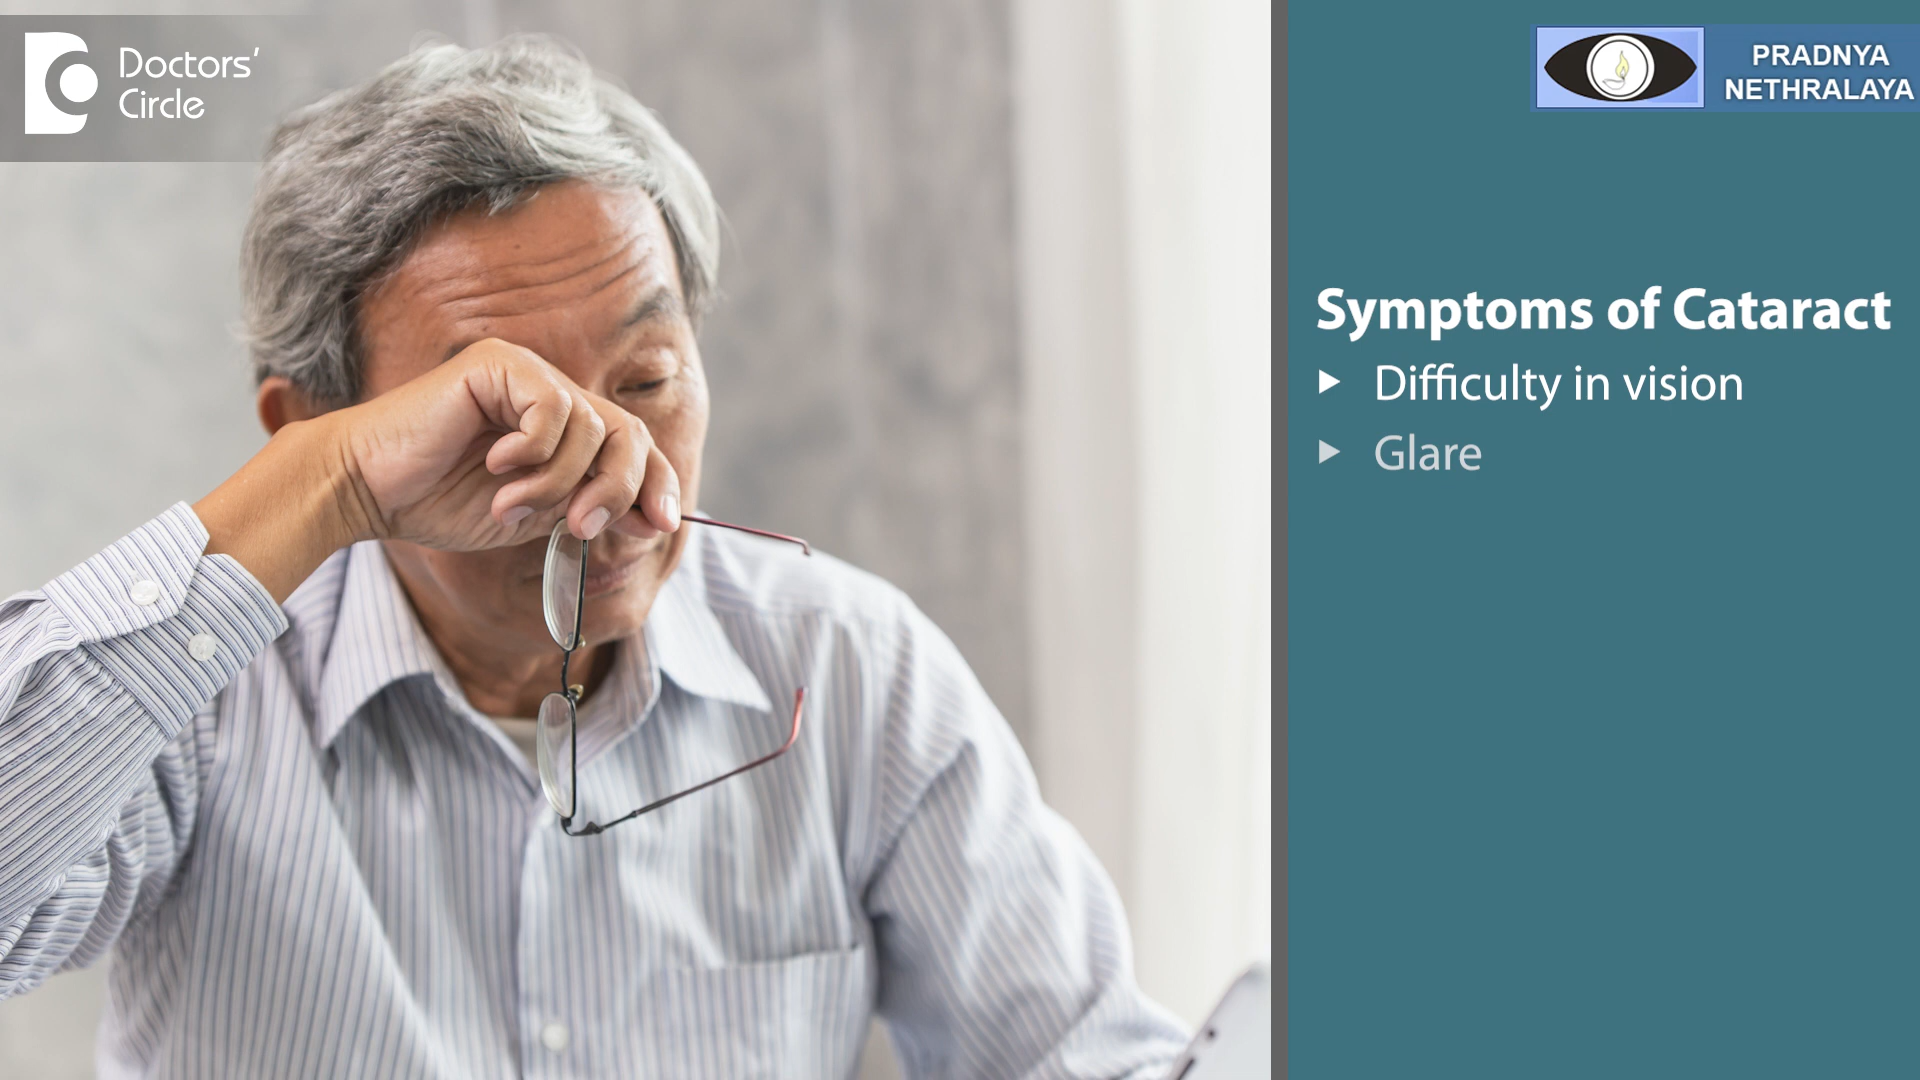 Doctors'
Circle
PRADNYA
NETHRALAYA
Symptoms of Cataract
Difficulty in vision
Glare